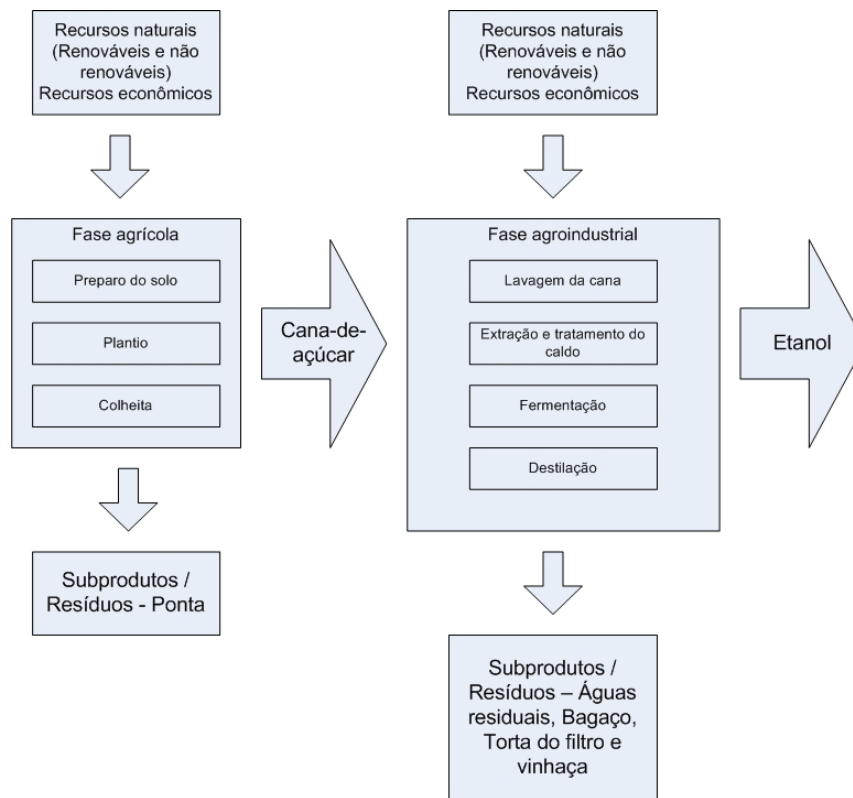 Recursos naturais
(Renováveis e não
renováveis)
Recursos econômicos
Recursos naturais
(Renováveis e não
renováveis)
Recursos econômicos
Fase agrícola
Preparo do solo
Plantio
Colheita
Cana-de-
açúcar
Fase agroindustrial
Lavagem da cana
Extração e tratamento do
caldo
Fermentação
Destilação
Etanol
Subprodutos /
Resíduos - Ponta
Subprodutos /
Resíduos – Águas
residuais, Bagaço,
Torta do filtro e
vinhaça